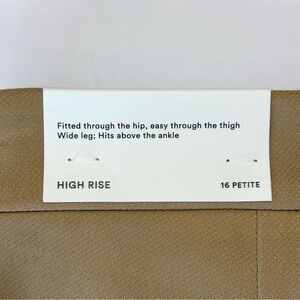 Fitted through the hip, easy through the thigh
Wide leg; Hits above the ankle
HIGH RISE
16 PETITE